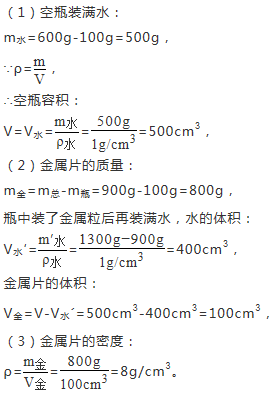 （1）空瓶装满水：
m水=600g-100g=500g，
∵ρ=m/V，
∴空瓶容积：
V=V水=m水/ρ水=500g/1g/cm³=500cm³，
（2）金属片的质量：
m金=m总-m瓶=900g-100g=800g，
瓶中装了金属粒后再装满水，水的体积：
V水′=m′水/ρ水=1300g−900g/1g/cm³=400cm³，
金属片的体积：
V金=V-V水´=500cm³-400cm³=100cm³，
（3）金属片的密度：
ρ=m金/V金=800g/100cm³=8g/cm³。